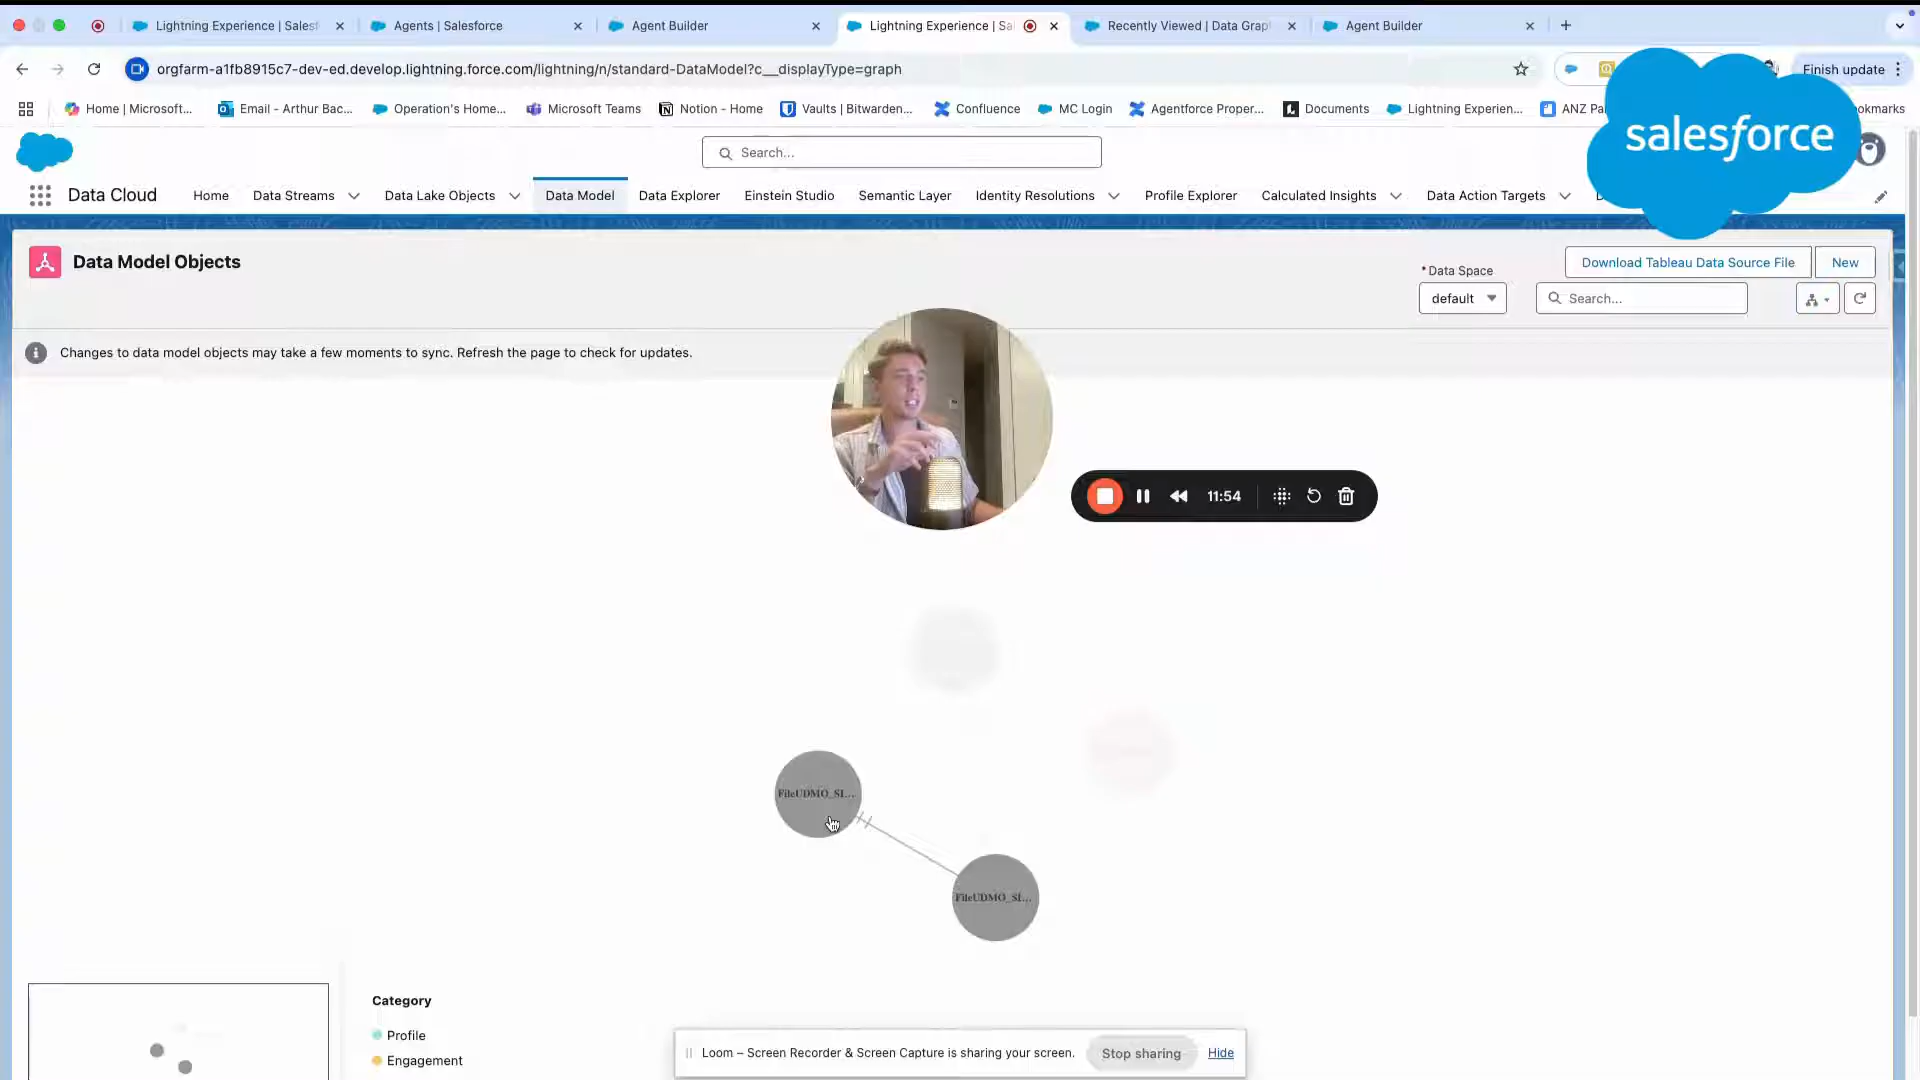 Lightning Experience | Salesf
Agents | Salesforce
Agent Builder
Lightning Experience | Sa
Recently Viewed | Data Grap
Agent Builder
orgfarm-a1fb8915c7-dev-ed.develop.lightning.force.com/lightning/n/standard-DataModel?c__displayType=graph
Finish update
Home | Microsoft...
Email - Arthur Bac...
Operation's Home...
Microsoft Teams
Notion - Home
Vaults | Bitwarden...
Confluence
MC Login
Agentforce Proper...
Documents
Lightning Experien...
ANZ Pa
ookmarks
salesforce
Search...
Data Cloud
Home
Data Streams
Data Lake Objects
Data Model
Data Explorer
Einstein Studio
Semantic Layer
Identity Resolutions
Profile Explorer
Calculated Insights
Data Action Targets
Data Model Objects
* Data Space
default
Download Tableau Data Source File
New
Search...
Changes to data model objects may take a few moments to sync. Refresh the page to check for updates.
11:54
FileUDMO_SI...
FileUDMO_SI...
Category
Profile
Engagement
Loom – Screen Recorder & Screen Capture is sharing your screen.
Stop sharing
Hide